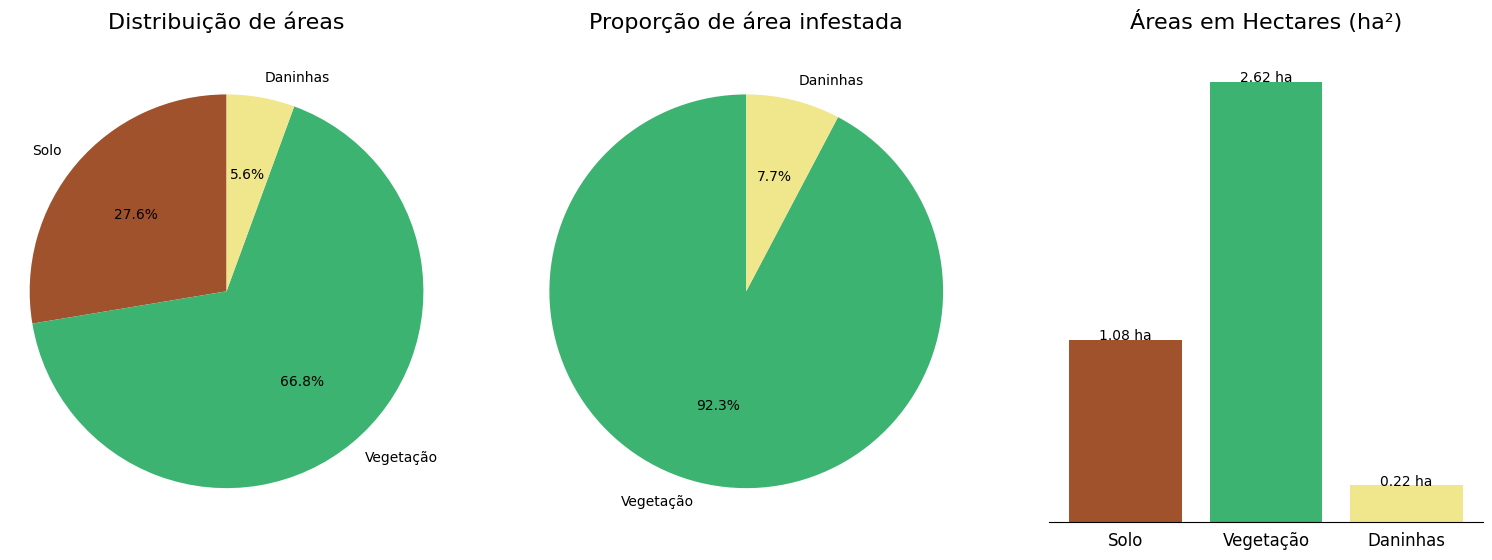 Distribuição de áreas
Daninhas
Solo
5.6%
27.6%
66.8%
Vegetação
Proporção de área infestada
Daninhas
7.7%
92.3%
Vegetação
Áreas em Hectares (ha²)
2.62 ha
1.08 ha
0.22 ha
Solo
Vegetação
Daninhas